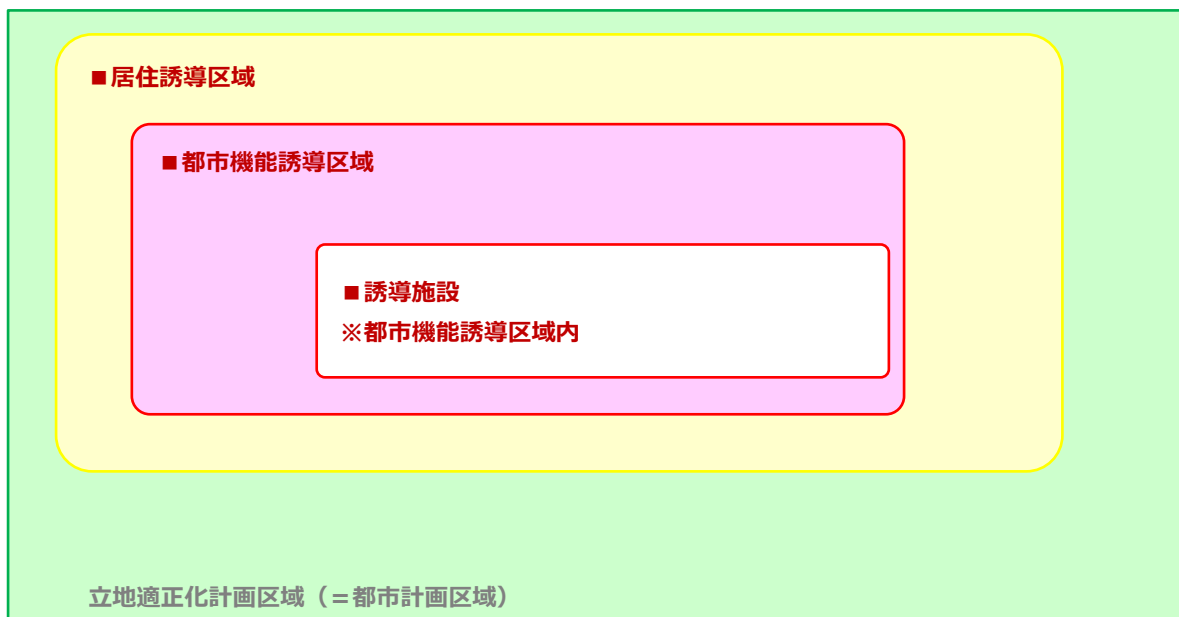 ■居住誘導区域
■都市機能誘導区域
■誘導施設
※都市機能誘導区域内
立地適正化計画区域（＝都市計画区域）